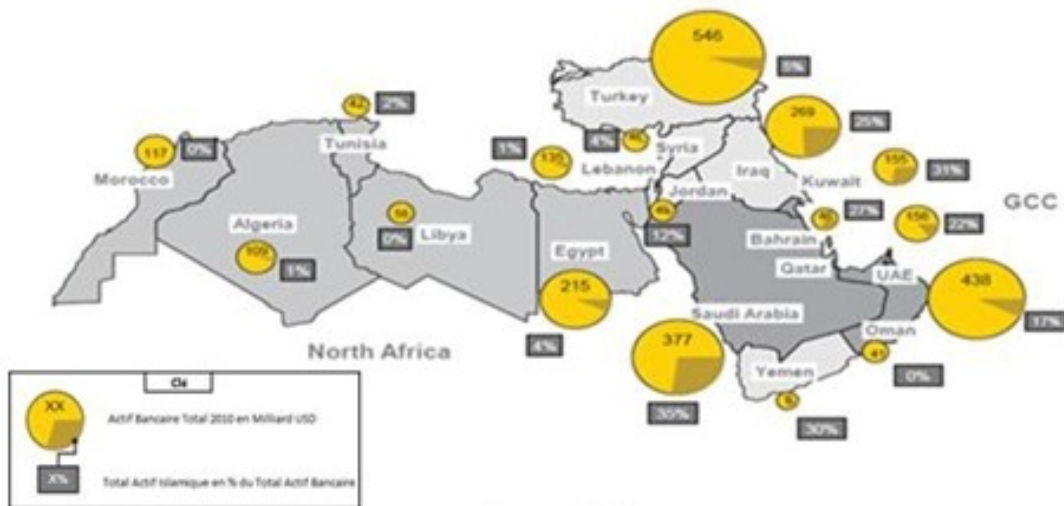 546
5%
Turkey
269
25%
42
2%
Tunisia
117
0%
Morocco
1%
135
4%
Lebanon
Syria
Iraq
Kuwait
155
31%
GCC
Jordan
12%
Algeria
109
1%
56
0%
Libya
Egypt
215
4%
Bahrain
Qatar
156
22%
UAE
438
17%
Saudi Arabia
377
35%
Oman
41
0%
Yemen
30%
North Africa
Clé
XX
Actif Bancaire Total 2010 en Milliard USD
X%
Total Actif Islamique en % du Total Actif Bancaire